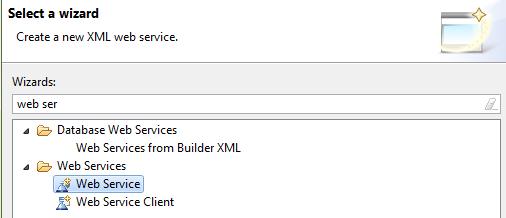 Select a wizard
Create a new XML web service.
Wizards:
web ser
Database Web Services
Web Services from Builder XML
Web Services
Web Service
Web Service Client